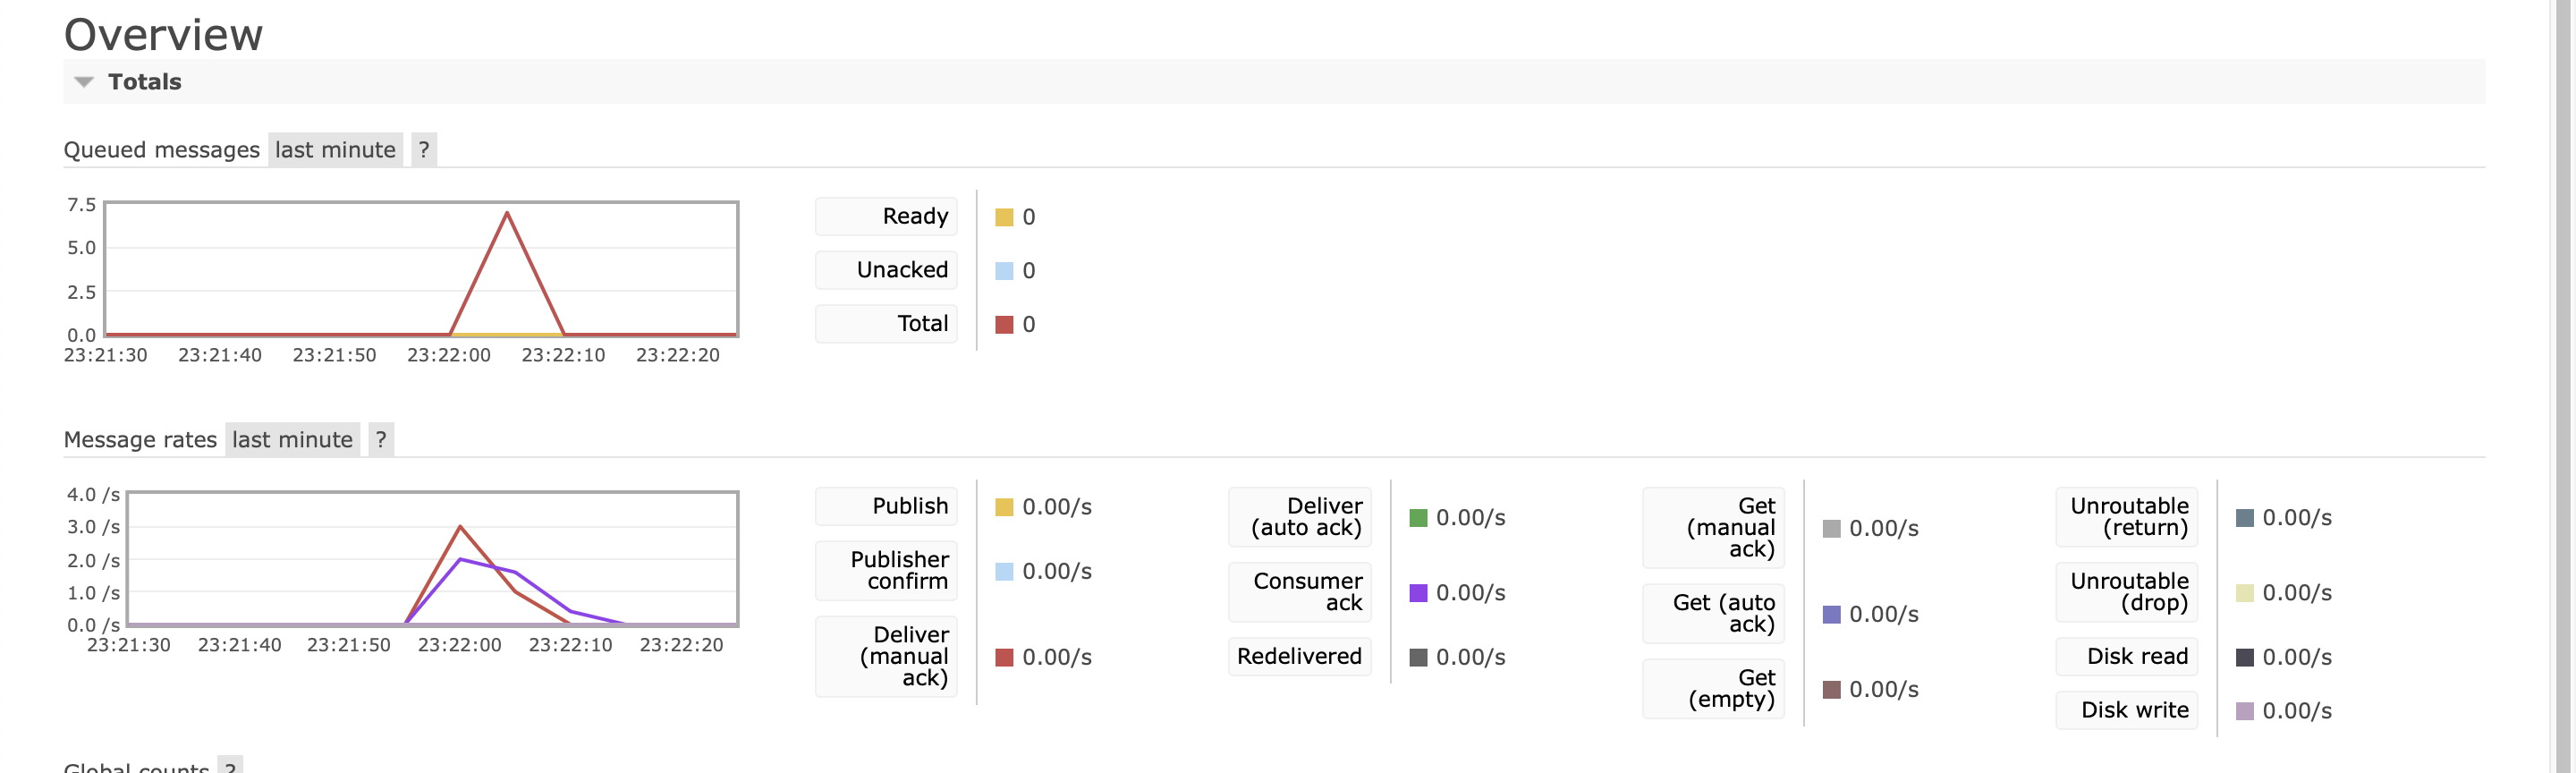 Overview
Totals
Queued messages last minute ?
7.5
5.0
2.5
0.0
23:21:30 23:21:40 23:21:50 23:22:00 23:22:10 23:22:20
Ready 0
Unacked 0
Total 0
Message rates last minute ?
4.0 /s
3.0 /s
2.0 /s
1.0 /s
0.0 /s
23:21:30 23:21:40 23:21:50 23:22:00 23:22:10 23:22:20
Publish 0.00/s
Publisher
confirm 0.00/s
Deliver
(manual 0.00/s
ack)
Deliver
(auto ack) 0.00/s
Consumer
ack 0.00/s
Redelivered 0.00/s
Get
(manual 0.00/s
ack)
Get (auto
ack) 0.00/s
Get
(empty) 0.00/s
Unroutable
(return) 0.00/s
Unroutable
(drop) 0.00/s
Disk read 0.00/s
Disk write 0.00/s
Global counts ?